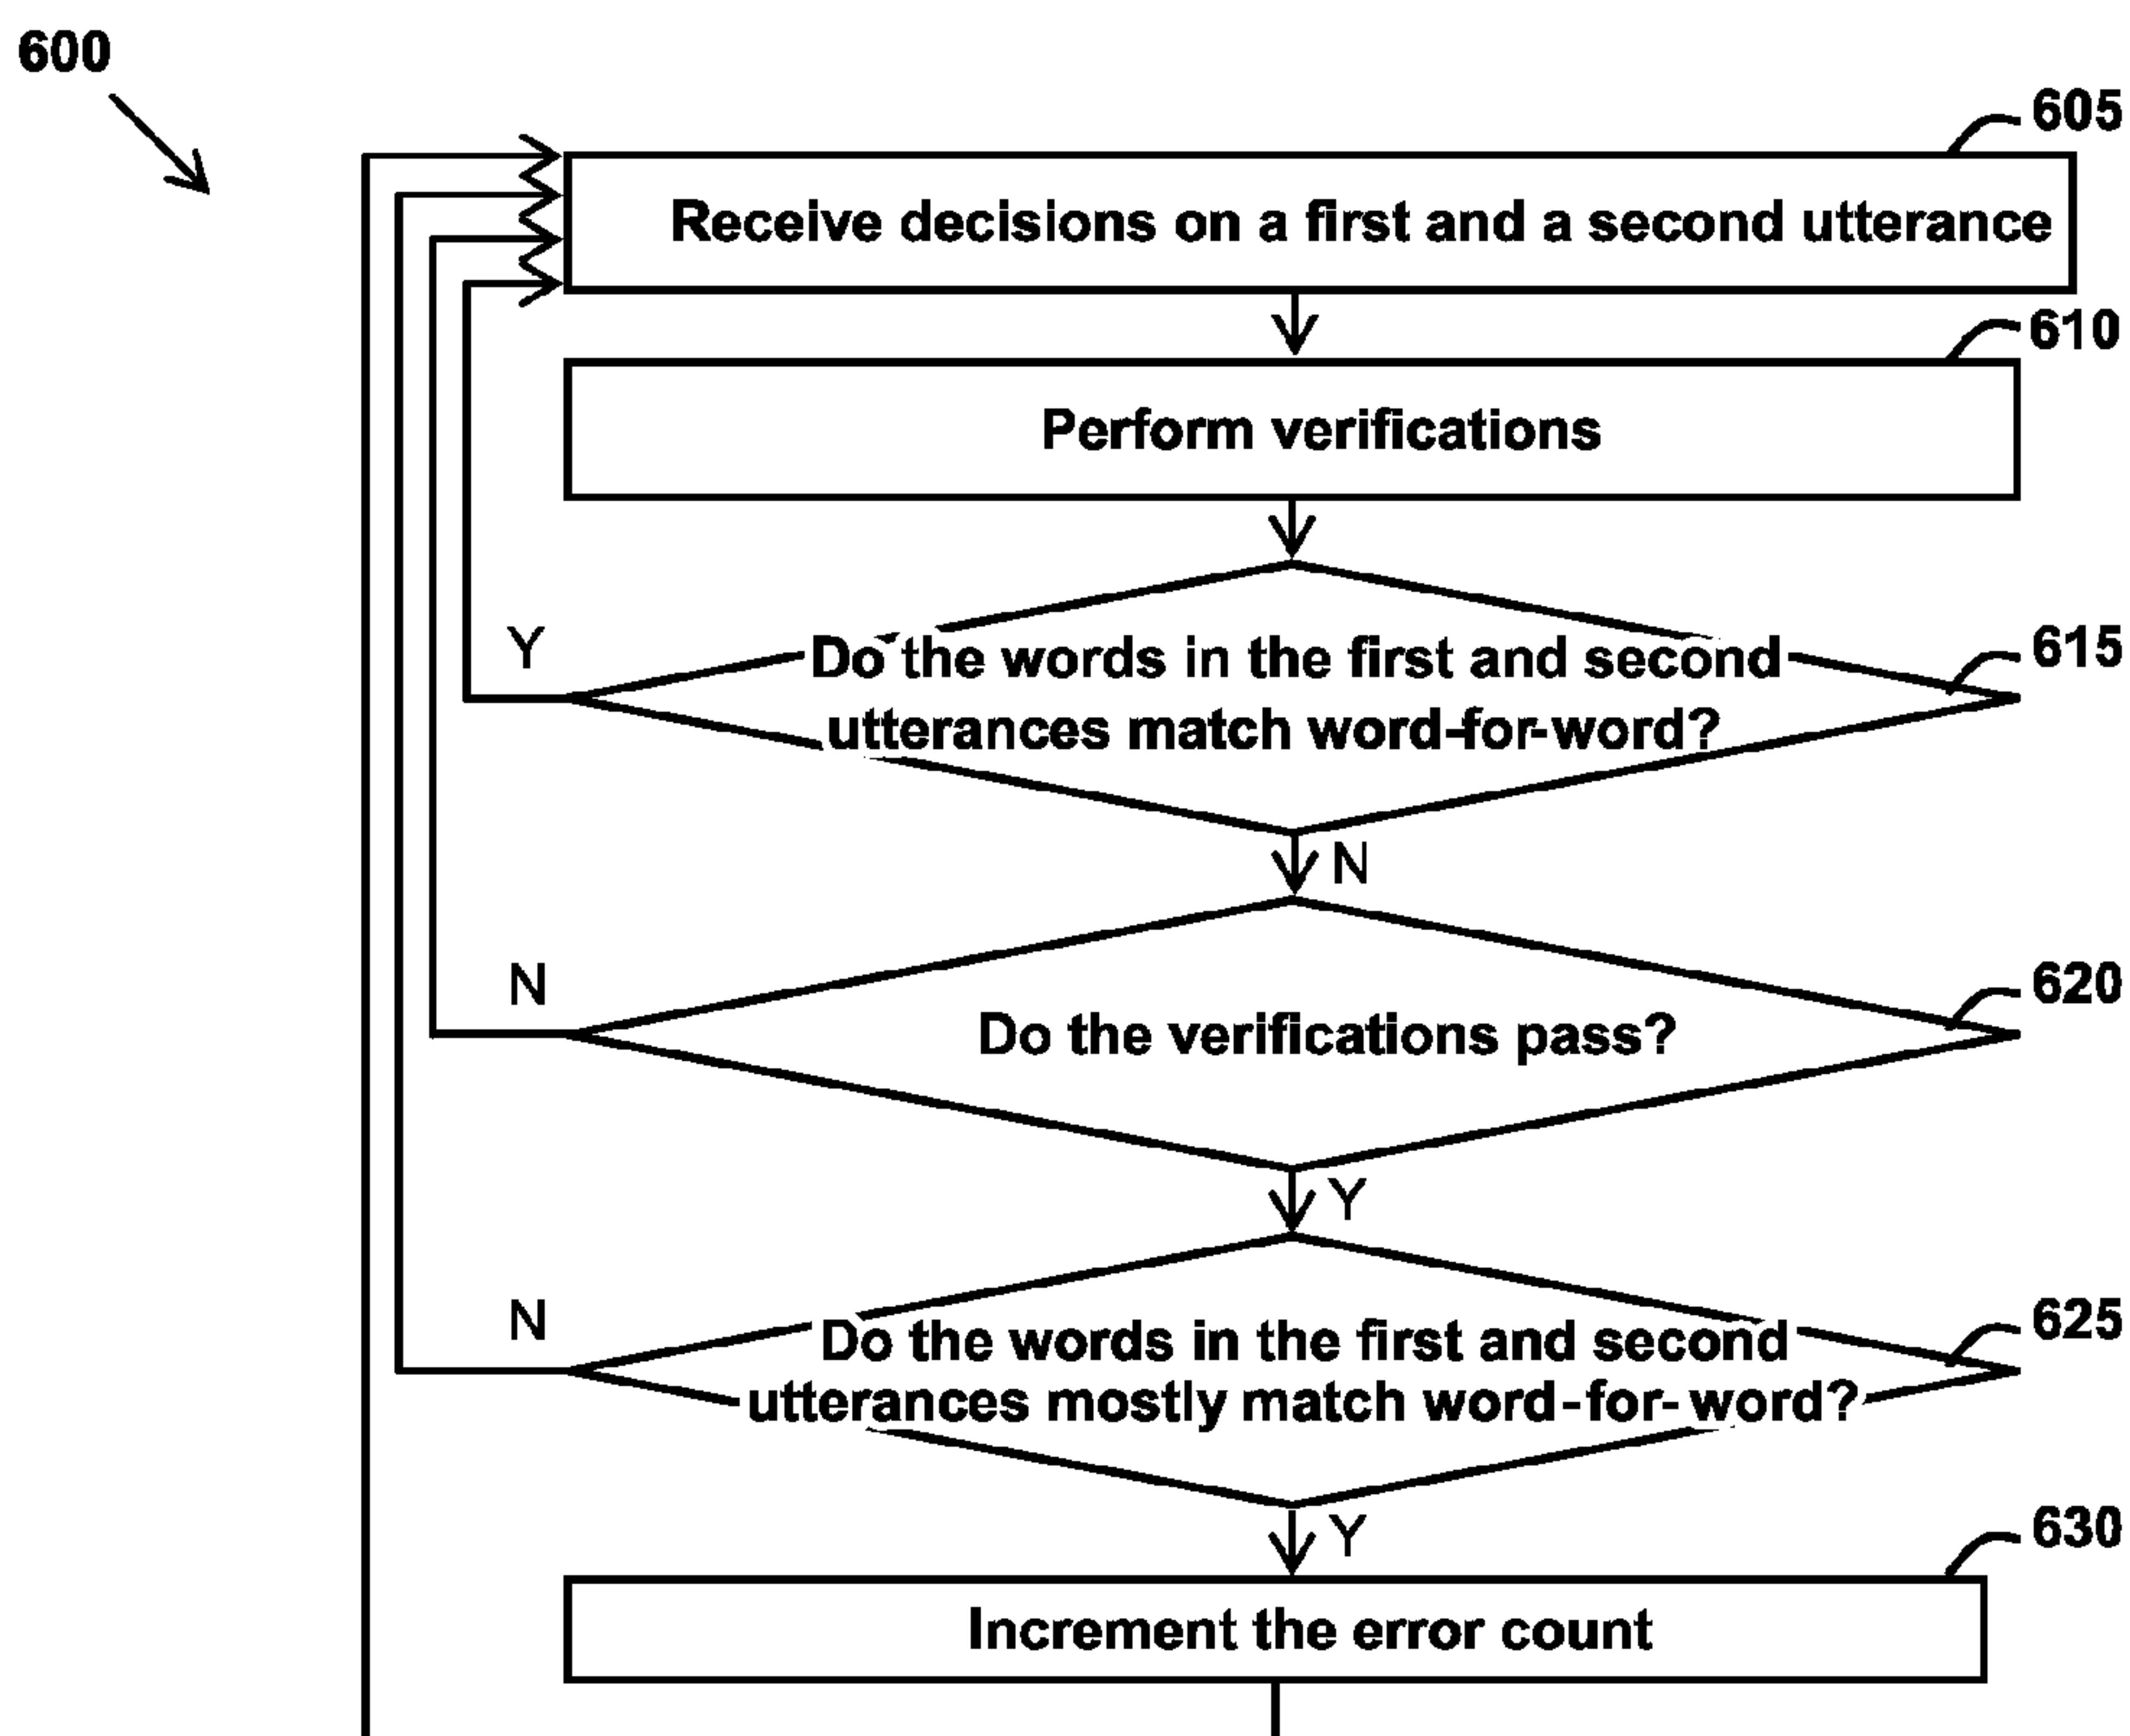 600
605
Receive decisions on a first and a second utterance
610
Perform verifications
Y
Do the words in the first and second
615
utterances match word-for-word?
N
N
620
Do the verifications pass?
Y
N
Do the words in the first and second
625
utterances mostly match word-for-word?
Y
630
Increment the error count